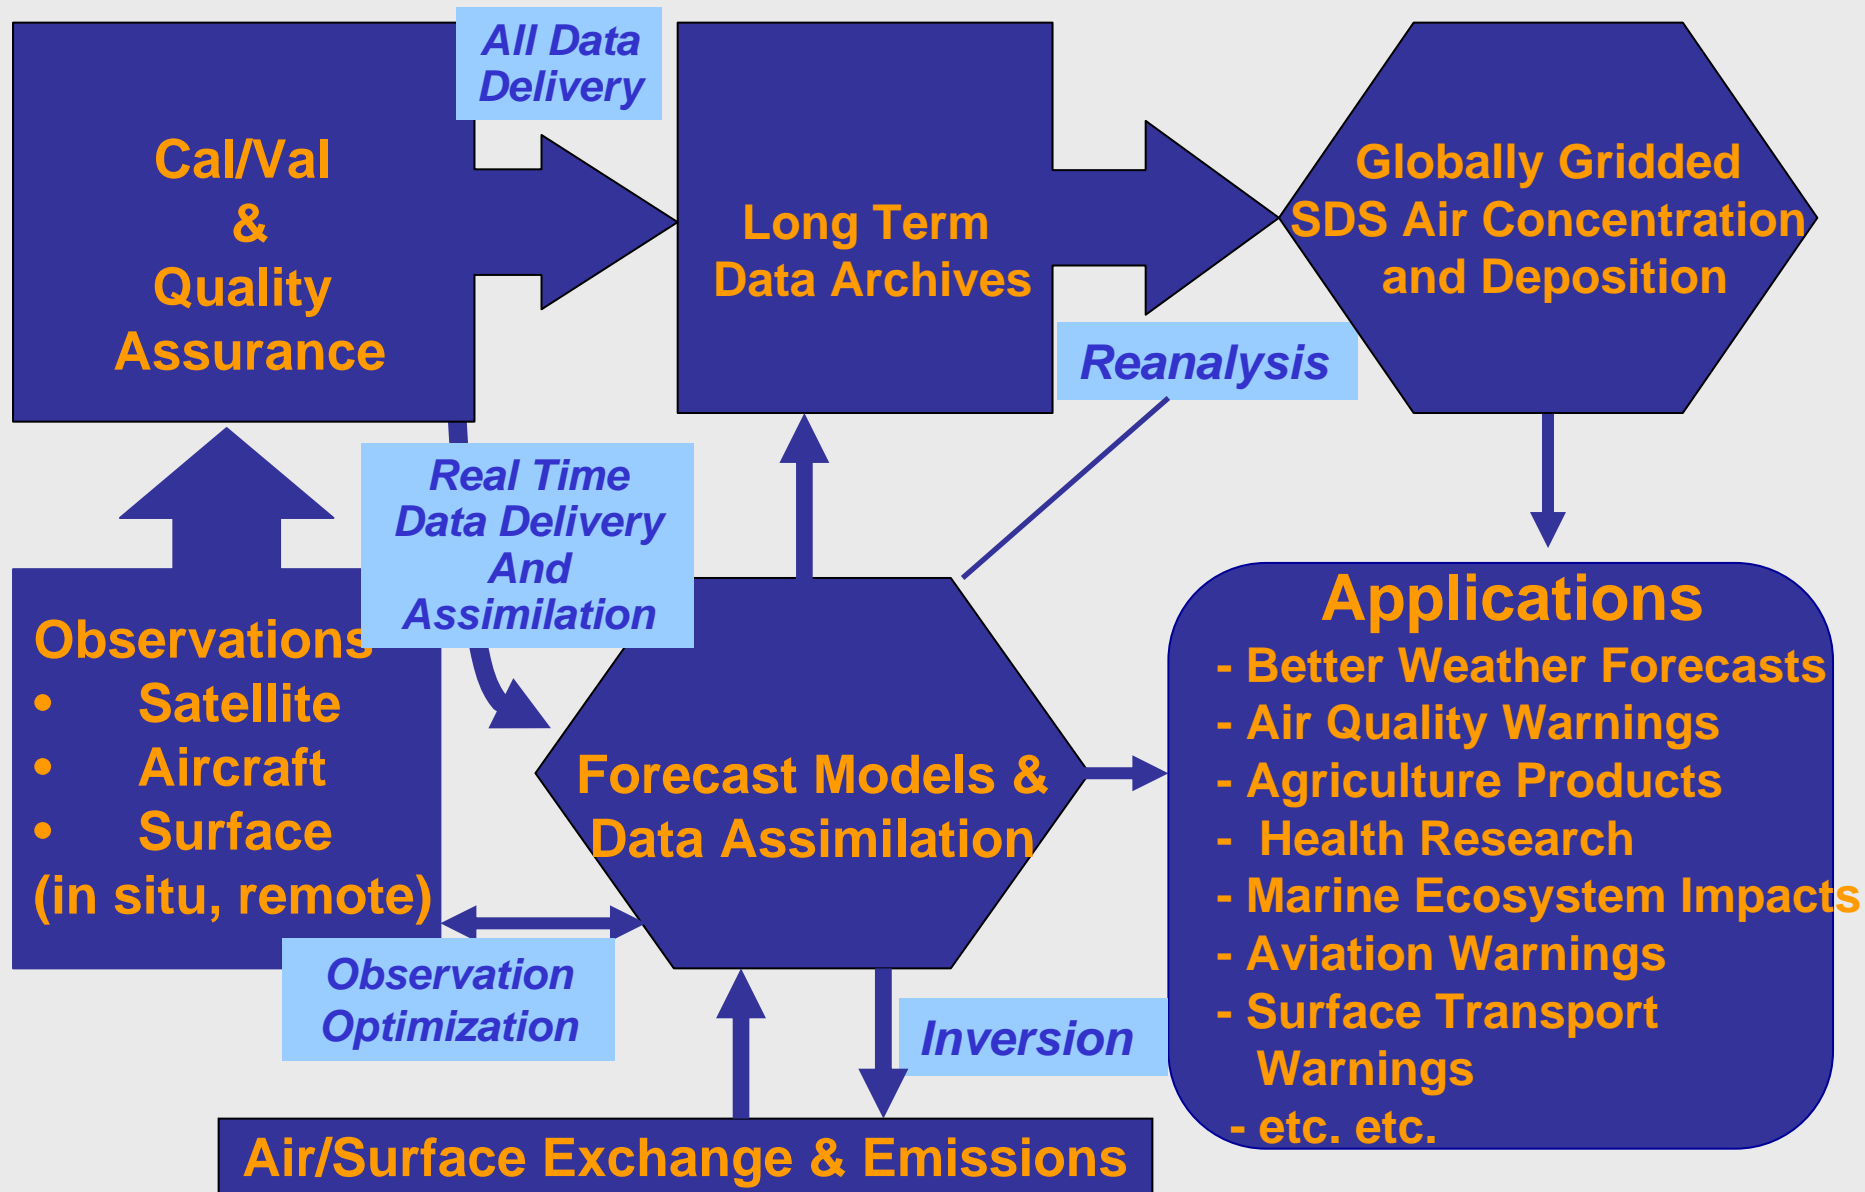 All Data
Delivery
Cal/Val
&
Quality
Assurance
Long Term
Data Archives
Globally Gridded
SDS Air Concentration
and Deposition
Reanalysis
Real Time
Data Delivery
And
Assimilation
Observations
• Satellite
• Aircraft
• Surface
(in situ, remote)
Forecast Models &
Data Assimilation
Applications
- Better Weather Forecasts
- Air Quality Warnings
- Agriculture Products
- Health Research
- Marine Ecosystem Impacts
- Aviation Warnings
- Surface Transport
Warnings
- etc. etc.
Observation
Optimization
Inversion
Air/Surface Exchange & Emissions